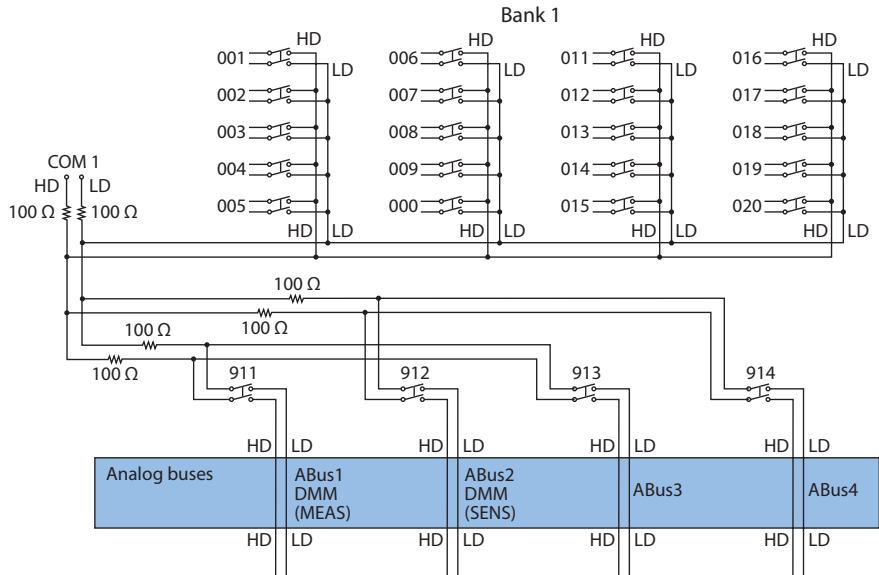 Bank 1
HD HD HD HD
001 006 011 016
LD LD LD LD
002 007 012 017
003 008 013 018
COM 1
004 009 014 019
HD LD
005 000 015 020
100 Ω 100 Ω
HD LD HD LD HD LD HD LD
100 Ω
100 Ω
100 Ω
100 Ω
911 912 913 914
HD LD HD LD HD LD HD LD
Analog buses ABus1 ABus2
DMM DMM ABus3 ABus4
(MEAS) (SENS)
HD LD HD LD HD LD HD LD